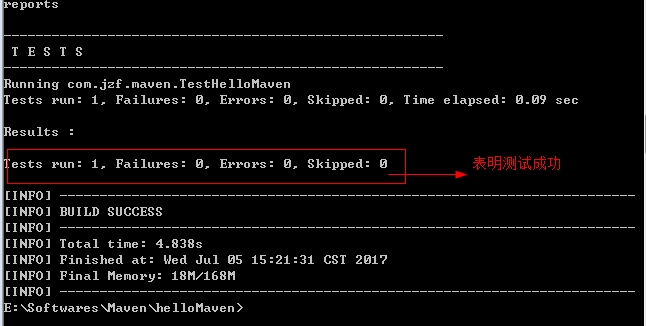 reports
-------------------------------------------------------
T E S T S
-------------------------------------------------------
Running com.jzf.maven.TestHelloMaven
Tests run: 1, Failures: 0, Errors: 0, Skipped: 0, Time elapsed: 0.09 sec
Results :
Tests run: 1, Failures: 0, Errors: 0, Skipped: 0
表明测试成功
[INFO] ------------------------------------------------------------------------
[INFO] BUILD SUCCESS
[INFO] ------------------------------------------------------------------------
[INFO] Total time: 4.838s
[INFO] Finished at: Wed Jul 05 15:21:31 CST 2017
[INFO] Final Memory: 18M/168M
[INFO] ------------------------------------------------------------------------
E:\Softwares\Maven\helloMaven>